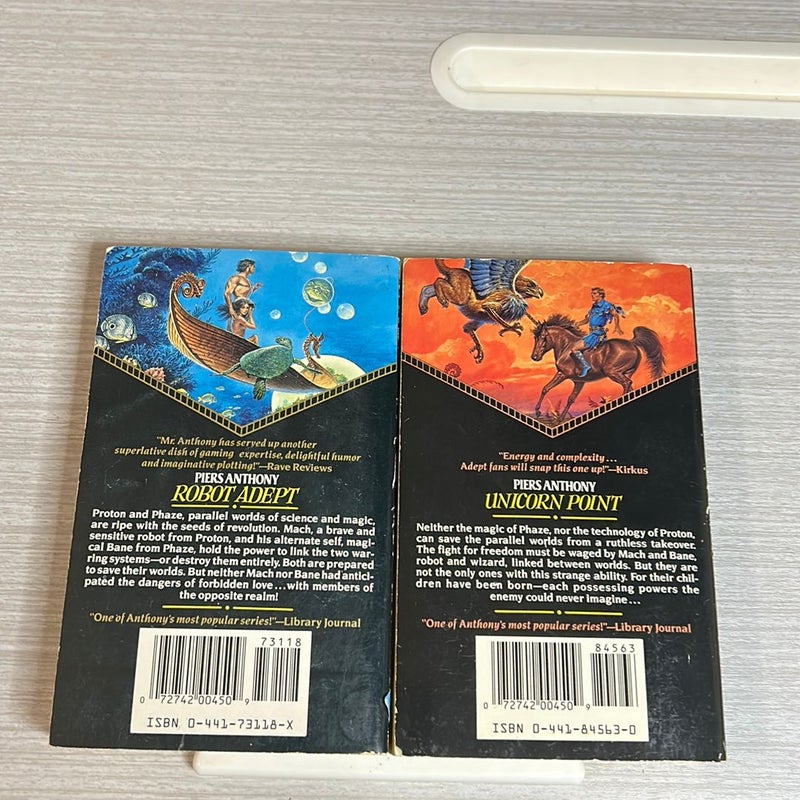 "Mr. Anthony has served up another
superlative dish of gaming expertise, delightful humor
and imaginative plotting!"—Rave Reviews
PIERS ANTHONY
ROBOT ADEPT
Proton and Phaze, parallel worlds of science and magic,
are ripe with the seeds of revolution. Mach, a brave and
sensitive robot from Proton, and his alternate self, magi-
cal Bane from Phaze, hold the power to link the two war-
ring systems—or destroy them entirely. Both are prepared
to save their worlds. But neither Mach nor Bane had antici-
pated the dangers of forbidden love...with members of
the opposite realm!
"One of Anthony's most popular series!"—Library Journal
73118
0 72742 00450 9
ISBN 0-441-73118-X
"Energy and complexity...
Adept fans will snap this one up!"—Kirkus
PIERS ANTHONY
UNICORN POINT
Neither the magic of Phaze, nor the technology of Proton,
can save the parallel worlds from a ruthless takeover.
The fight for freedom must be waged by Mach and Bane,
robot and wizard, linked between worlds. But they are
not the only ones with this strange ability. For their chil-
dren have been born—each possessing powers the
enemy could never imagine...
"One of Anthony's most popular series!"—Library Journal
84563
0 72742 00450 9
ISBN 0-441-84563-0